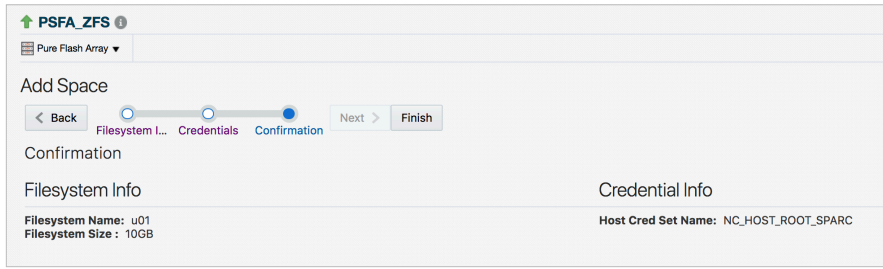 PSFA_ZFS
Pure Flash Array
Add Space
Back
Filesystem I...
Credentials
Confirmation
Next
Finish
Confirmation
Filesystem Info
Credential Info
Filesystem Name: u01
Host Cred Set Name: NC_HOST_ROOT_SPARC
Filesystem Size : 10GB